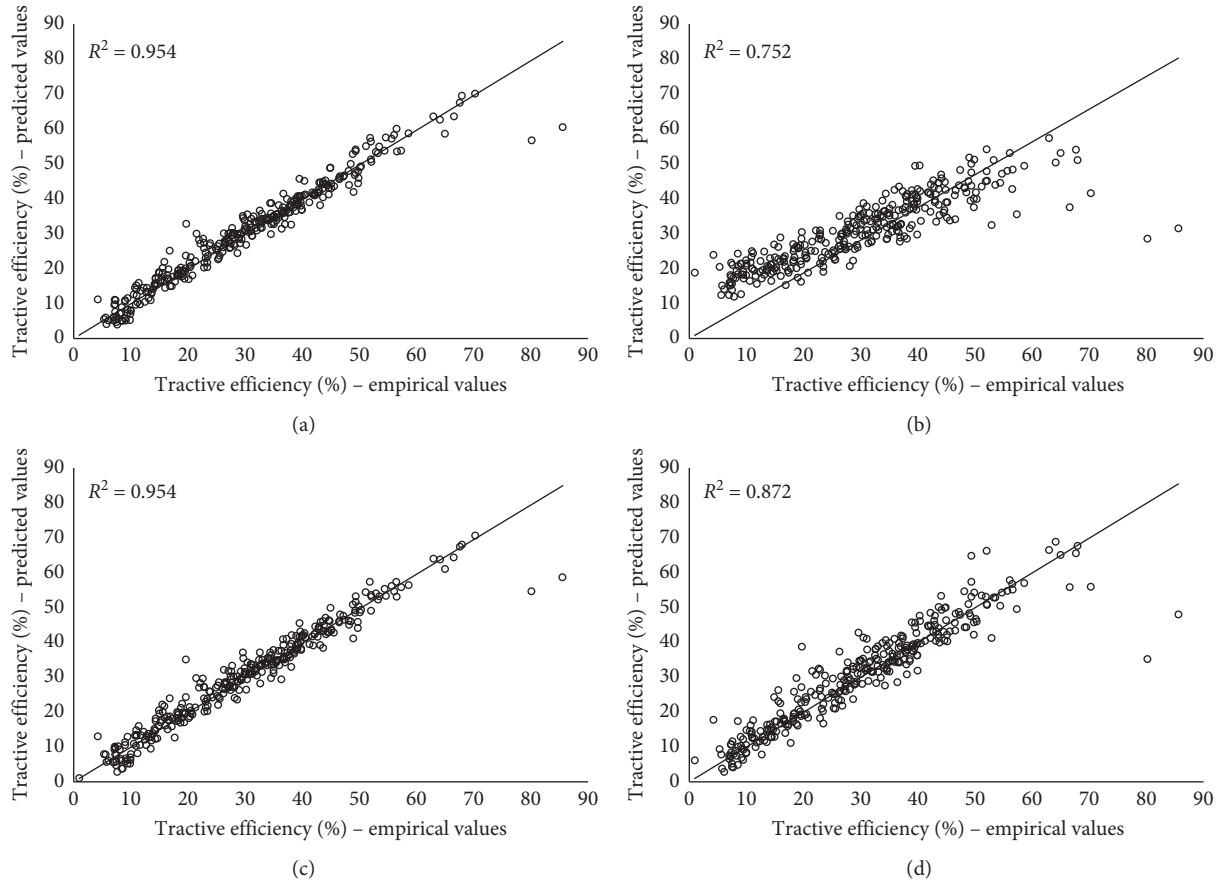 Tractive efficiency (%) – predicted values
90
80
70
60
50
40
30
20
10
0
R² = 0.954
0 10 20 30 40 50 60 70 80 90
Tractive efficiency (%) – empirical values
(a)
Tractive efficiency (%) – predicted values
90
80
70
60
50
40
30
20
10
0
R² = 0.752
0 10 20 30 40 50 60 70 80 90
Tractive efficiency (%) – empirical values
(b)
Tractive efficiency (%) – predicted values
90
80
70
60
50
40
30
20
10
0
R² = 0.954
0 10 20 30 40 50 60 70 80 90
Tractive efficiency (%) – empirical values
(c)
Tractive efficiency (%) – predicted values
90
80
70
60
50
40
30
20
10
0
R² = 0.872
0 10 20 30 40 50 60 70 80 90
Tractive efficiency (%) – empirical values
(d)